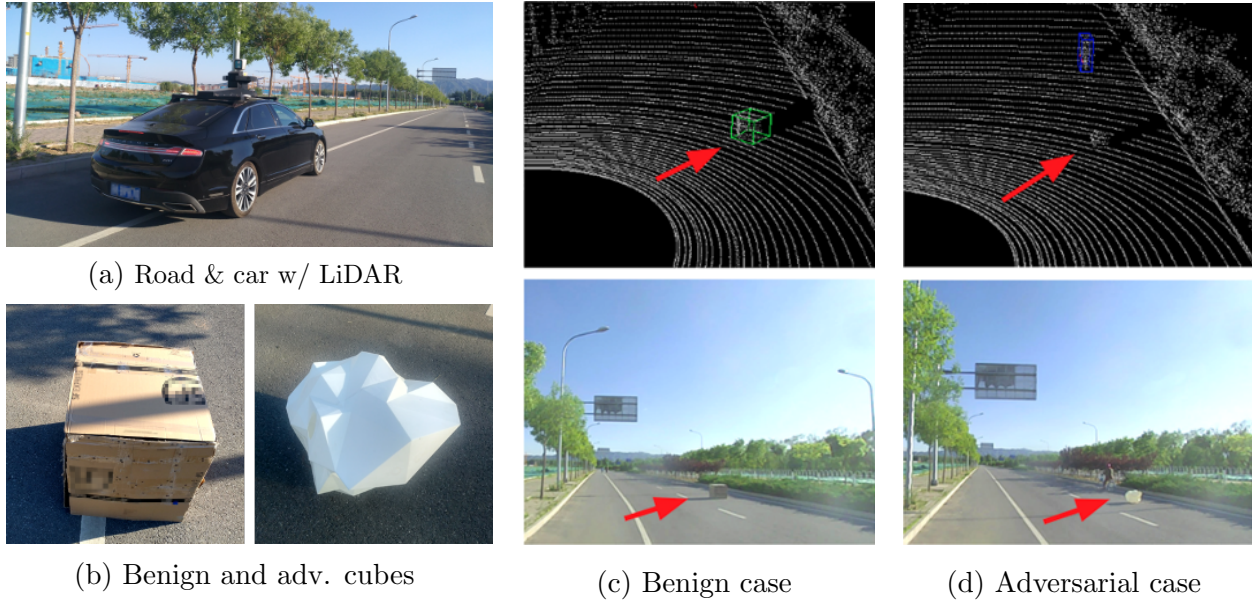 (a) Road & car w/ LiDAR
(b) Benign and adv. cubes
(c) Benign case
(d) Adversarial case